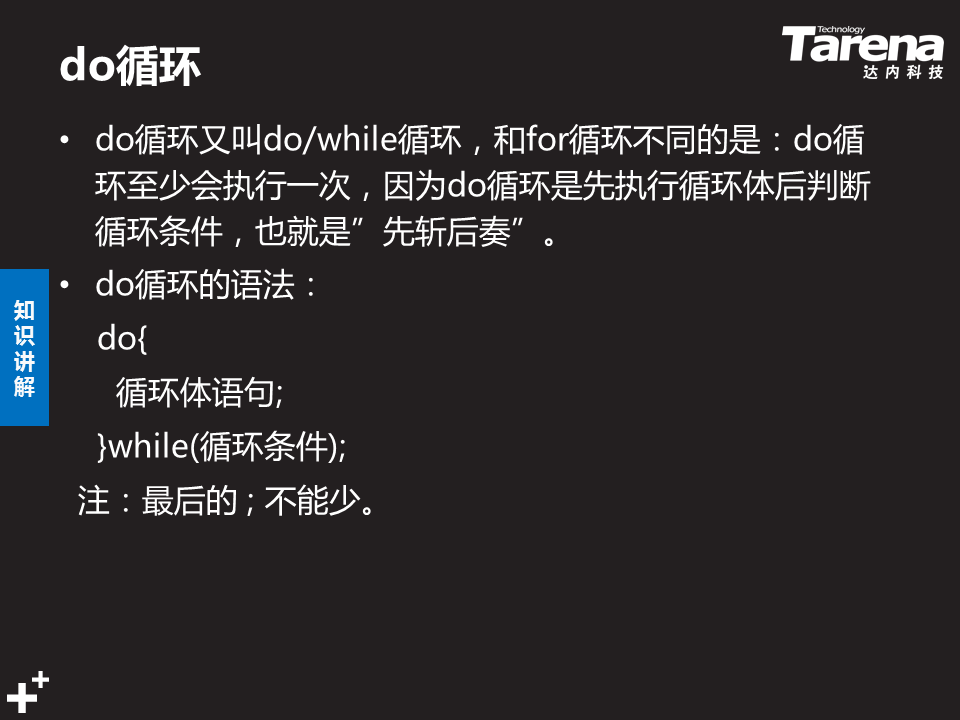 do循环
Technology
Tarena
达内科技
• do循环又叫do/while循环，和for循环不同的是：do循
环至少会执行一次，因为do循环是先执行循环体后判断
循环条件，也就是”先斩后奏”。
• do循环的语法：
do{
循环体语句;
}while(循环条件);
注：最后的；不能少。
知
识
讲
解